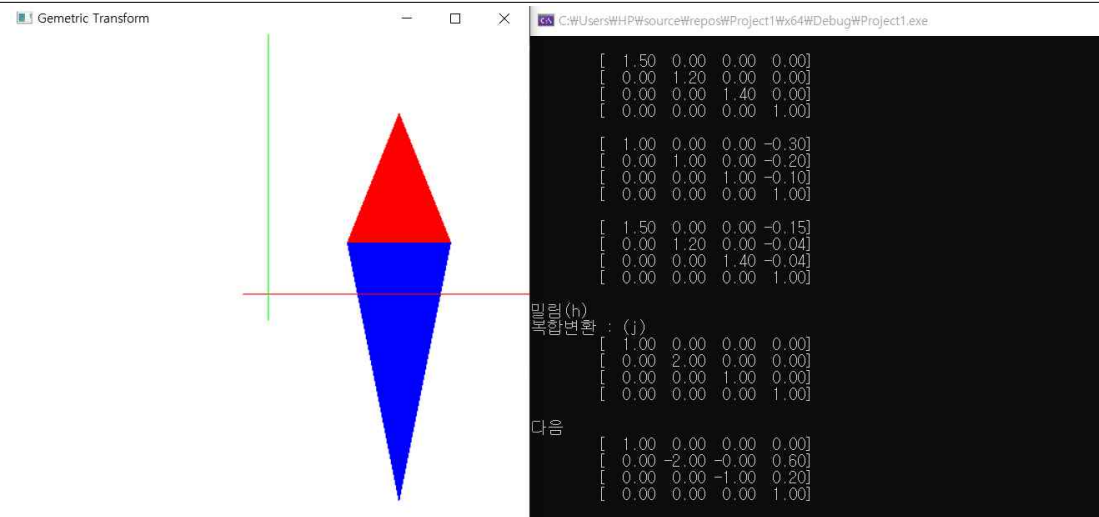 Gemetric Transform
C:₩Users₩HP₩source₩repos₩Project1₩x64₩Debug₩Project1.exe
[ 1.50 0.00 0.00 0.00]
[ 0.00 1.20 0.00 0.00]
[ 0.00 0.00 1.40 0.00]
[ 0.00 0.00 0.00 1.00]
[ 1.00 0.00 0.00 -0.30]
[ 0.00 1.00 0.00 -0.20]
[ 0.00 0.00 1.00 -0.10]
[ 0.00 0.00 0.00 1.00]
[ 1.50 0.00 0.00 -0.15]
[ 0.00 1.20 0.00 -0.04]
[ 0.00 0.00 1.40 -0.04]
[ 0.00 0.00 0.00 1.00]
밀림(h)
복합변환 : (j)
[ 1.00 0.00 0.00 0.00]
[ 0.00 2.00 0.00 0.00]
[ 0.00 0.00 1.00 0.00]
[ 0.00 0.00 0.00 1.00]
다음
[ 1.00 0.00 0.00 0.00]
[ 0.00 -2.00 -0.00 0.60]
[ 0.00 0.00 -1.00 0.20]
[ 0.00 0.00 0.00 1.00]